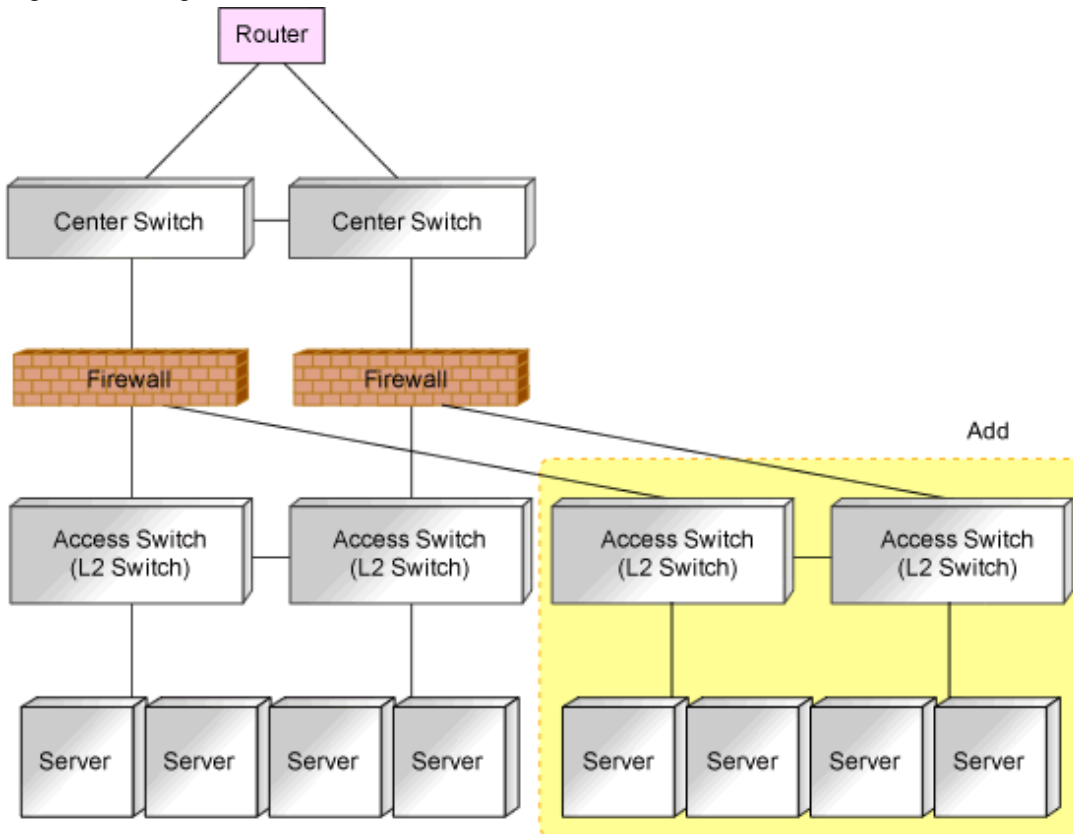 Router
Center Switch
Center Switch
Firewall
Firewall
Add
Access Switch
(L2 Switch)
Access Switch
(L2 Switch)
Access Switch
(L2 Switch)
Access Switch
(L2 Switch)
Server
Server
Server
Server
Server
Server
Server
Server